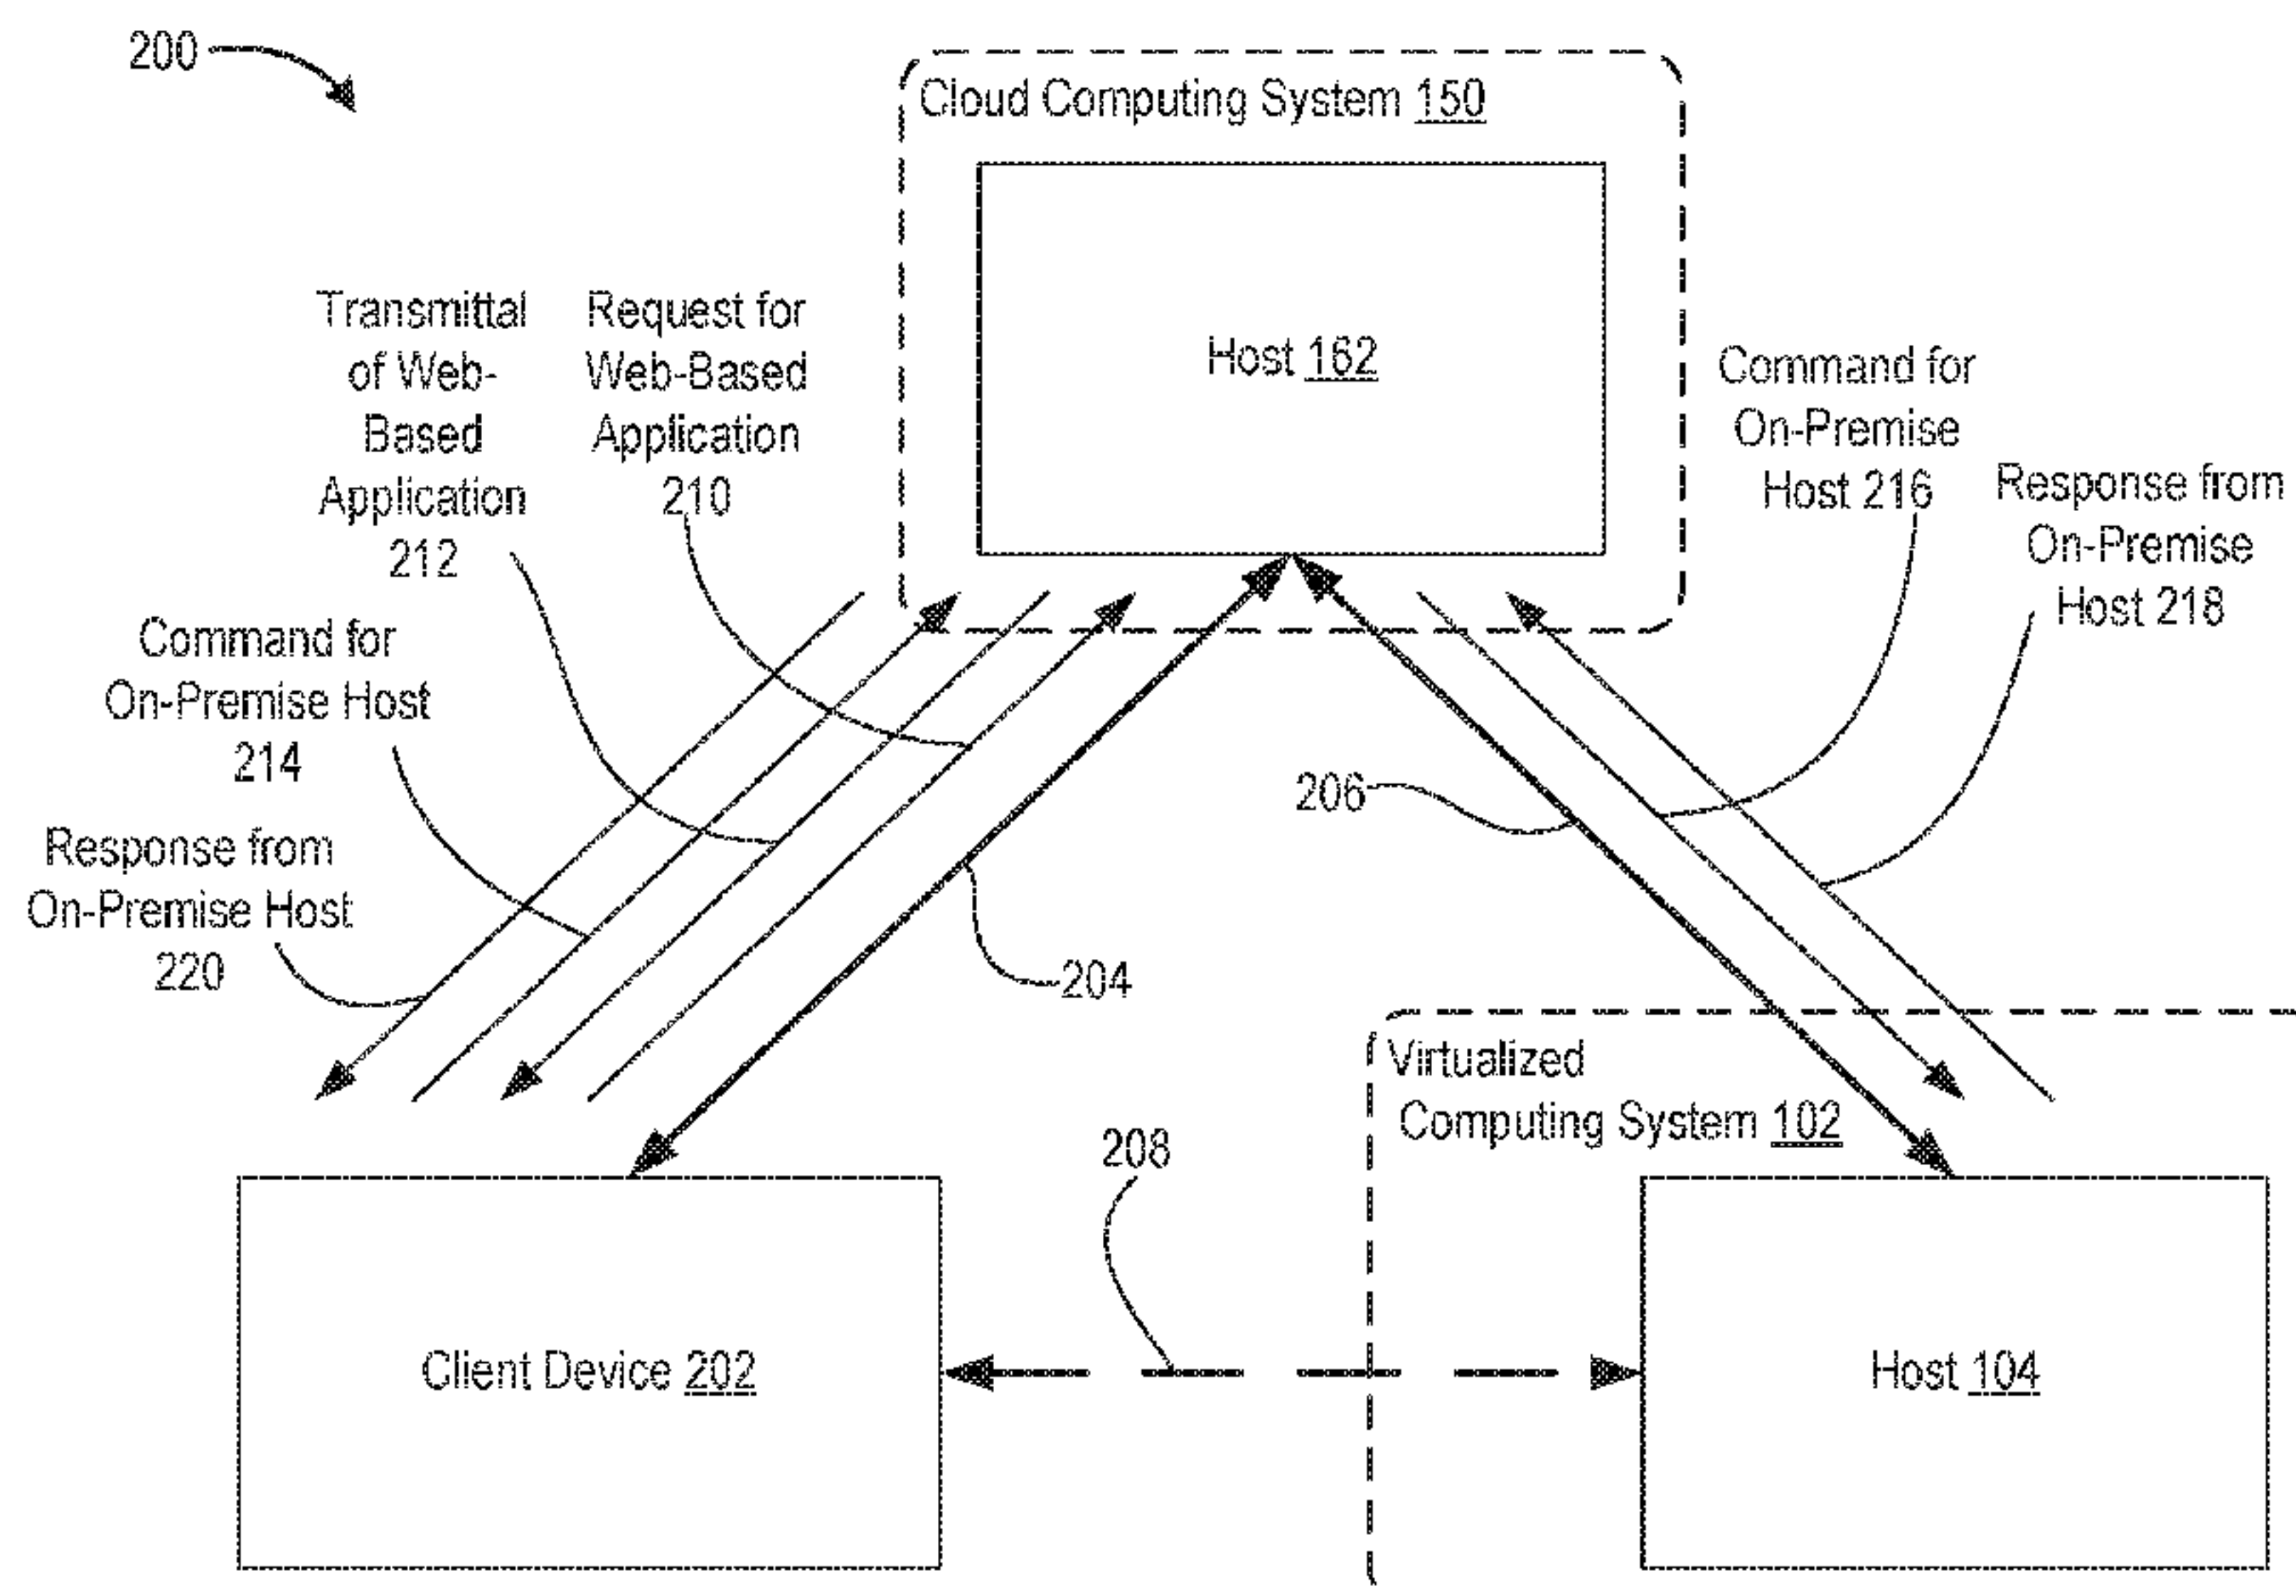 200
Cloud Computing System 150
Host 162
Transmittal
of Web-
Based
Application
212
Request for
Web-Based
Application
210
Command for
On-Premise
Host 216
Response from
On-Premise
Host 218
Command for
On-Premise Host
214
Response from
On-Premise Host
220
206
204
Virtualized
Computing System 102
208
Client Device 202
Host 104